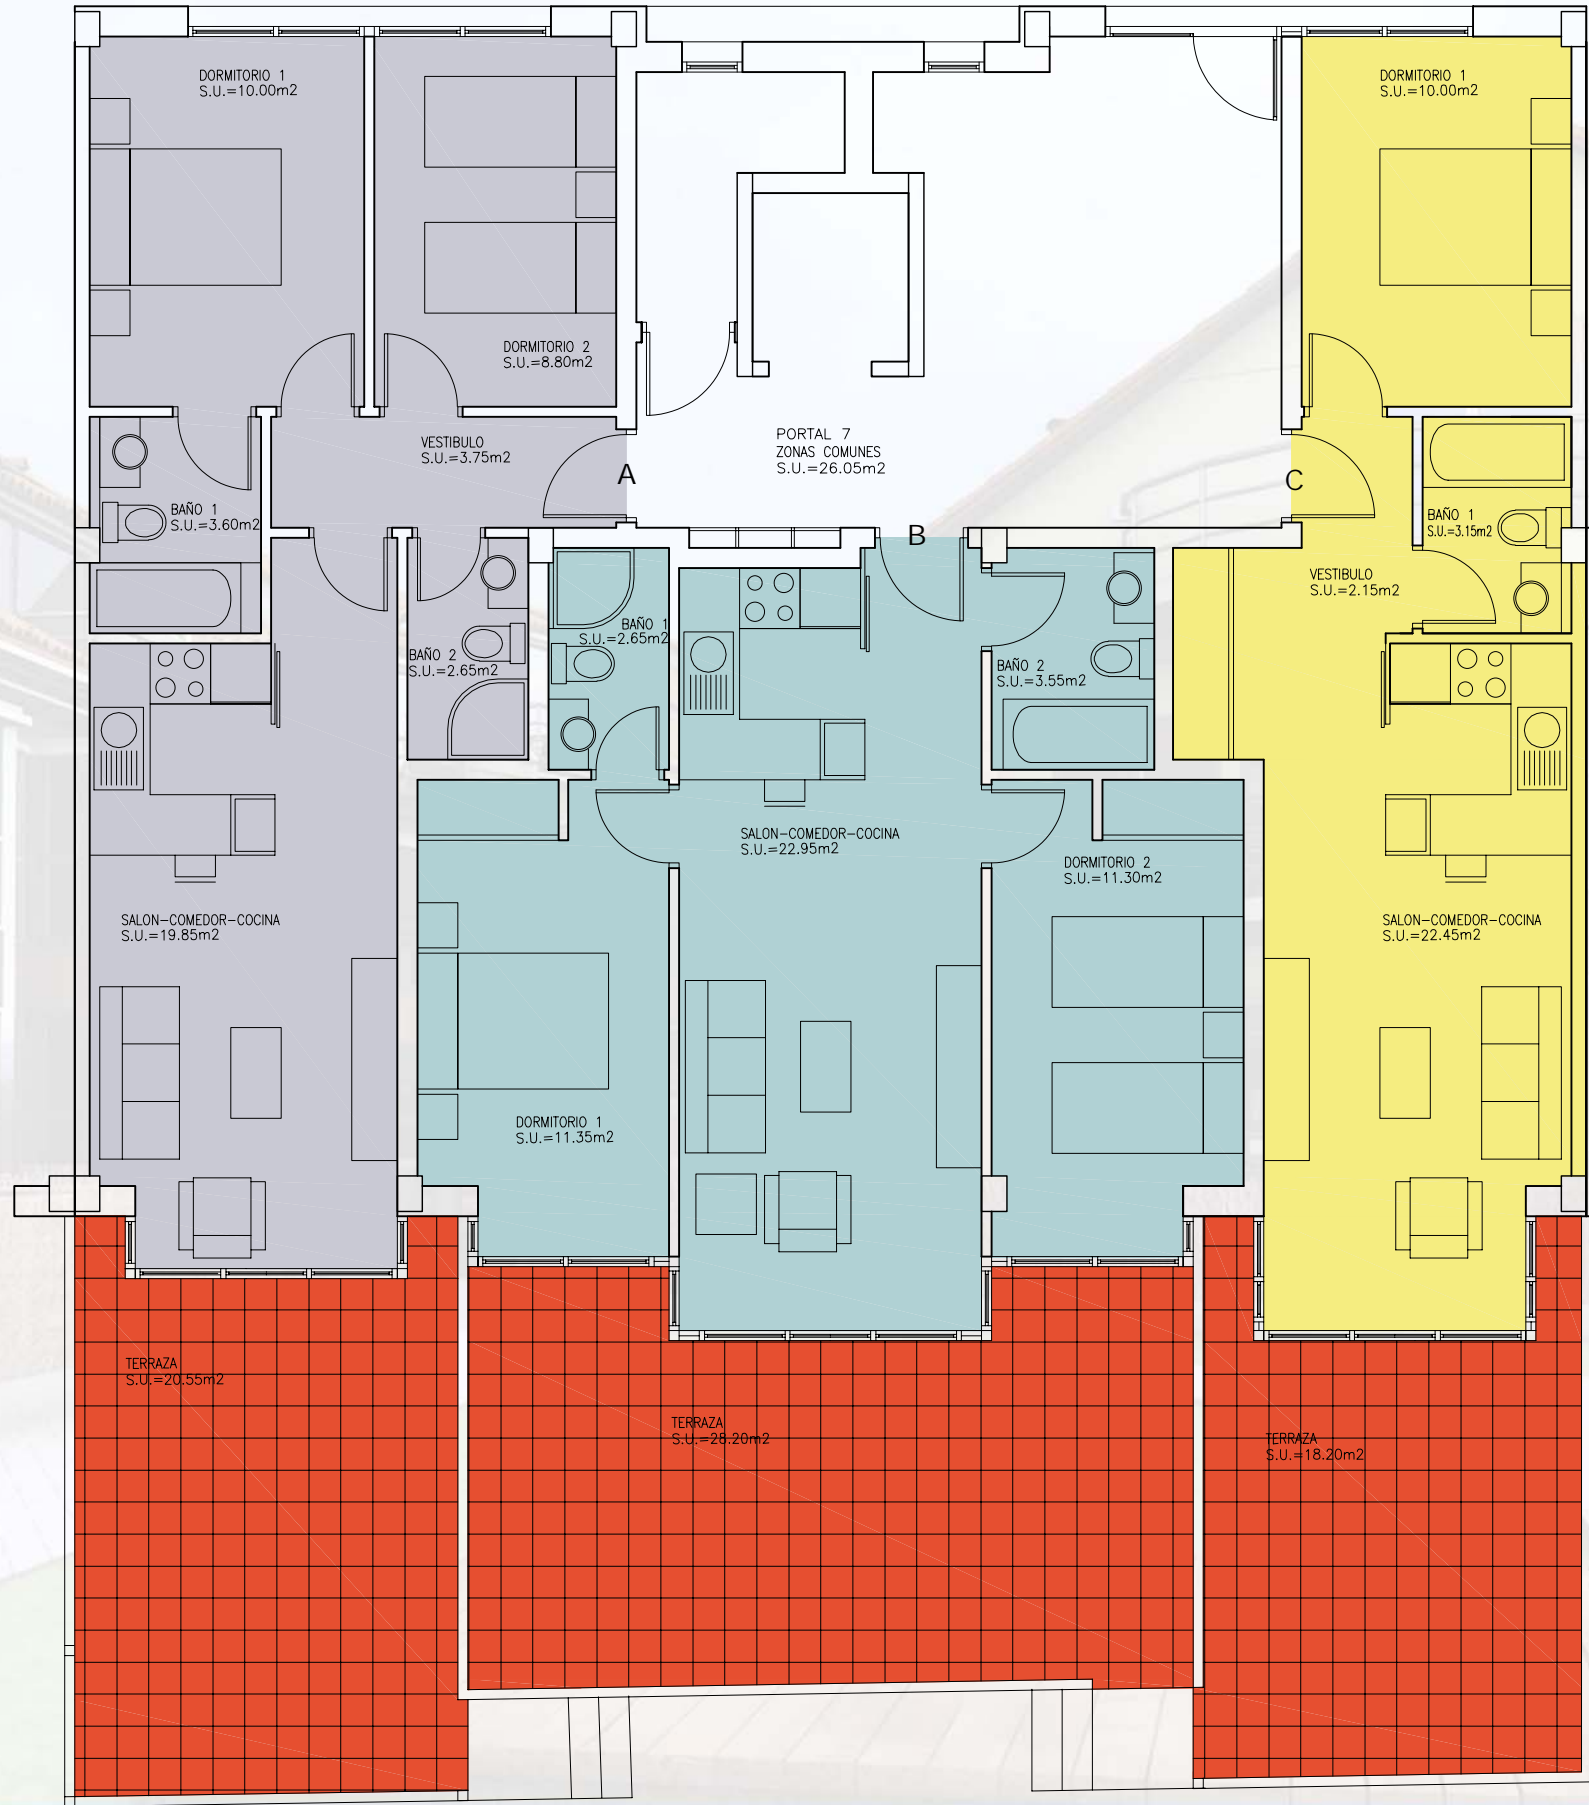 DORMITORIO 1
S.U.=10.00m2
DORMITORIO 2
S.U.=8.80m2
DORMITORIO 1
S.U.=10.00m2
VESTIBULO
S.U.=3.75m2
A
PORTAL 7
ZONAS COMUNES
S.U.=26.05m2
C
B
BAÑO 1
S.U.=3.60m2
BAÑO 1
S.U.=3.15m2
VESTIBULO
S.U.=2.15m2
BAÑO 2
S.U.=2.65m2
BAÑO 1
S.U.=2.65m2
BAÑO 2
S.U.=3.55m2
SALON-COMEDOR-COCINA
S.U.=22.95m2
DORMITORIO 2
S.U.=11.30m2
SALON-COMEDOR-COCINA
S.U.=19.85m2
SALON-COMEDOR-COCINA
S.U.=22.45m2
DORMITORIO 1
S.U.=11.35m2
TERRAZA
S.U.=20.55m2
TERRAZA
S.U.=28.20m2
TERRAZA
S.U.=18.20m2